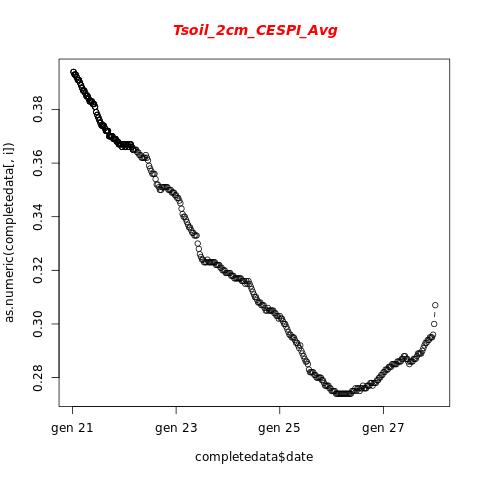 Tsoil_2cm_CESPI_Avg
as.numeric(completedata[, i])
0.38
0.36
0.34
0.32
0.30
0.28
gen 21 gen 23 gen 25 gen 27
completedata$date